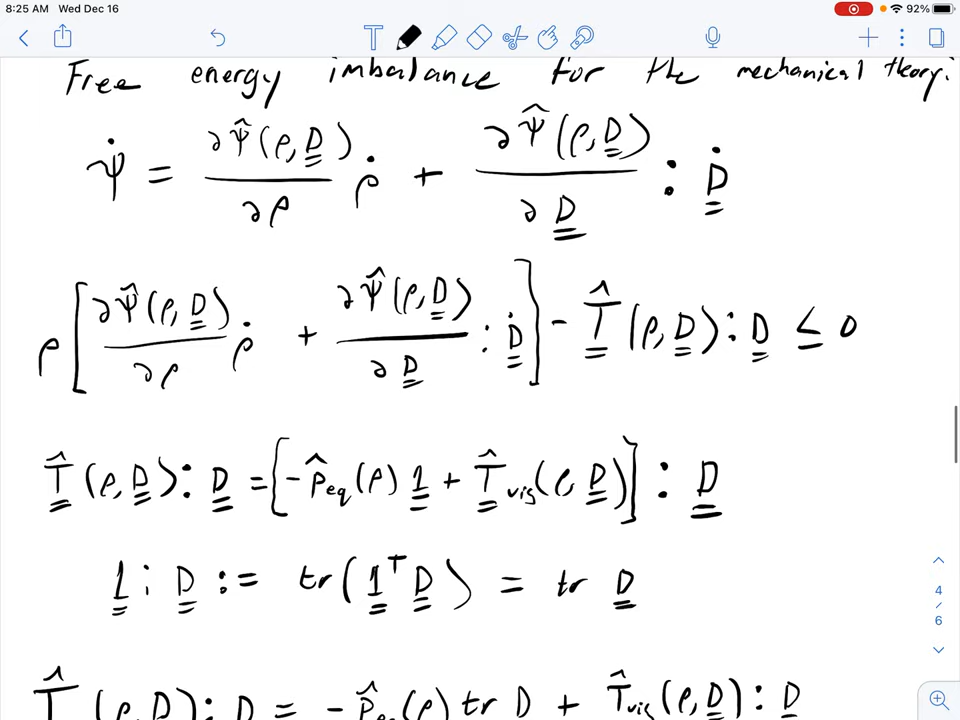 8:25 AM Wed Dec 16 92%
Free energy imbalance for the mechanical theory:
ψ̇ = ∂ψ̂(ρ, D̳)/∂ρ ρ̇ + ∂ψ̂(ρ, D̳)/∂D̳ : Ḋ̳
ρ[∂ψ̂(ρ, D̳)/∂ρ ρ̇ + ∂ψ̂(ρ, D̳)/∂D̳ : Ḋ̳] - T̳̂(ρ, D̳) : D̳ ≤ 0
T̳̂(ρ, D̳) : D̳ = [-p̂eq(ρ) 1̳ + T̳̂vis(ρ, D̳)] : D̳
1̳ : D̳ := tr(1̳ᵀ D̳) = tr D̳
4
/
6
T̂(ρ, D) : D = -p̂eq(ρ) tr D + T̳̂vis(ρ, D̳) : D